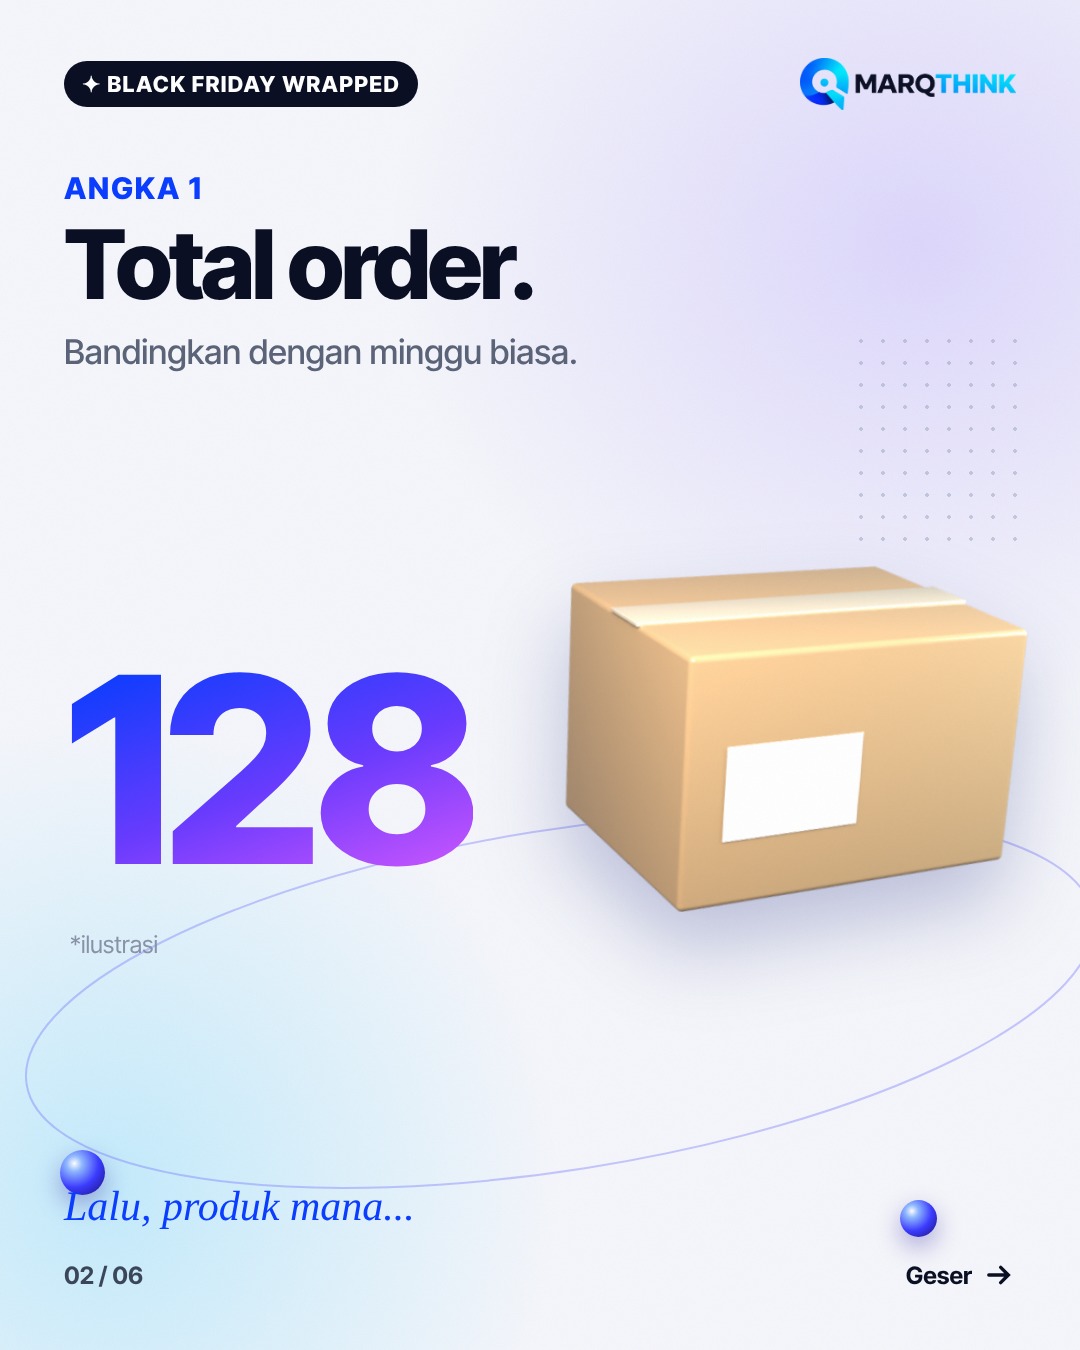 ✦ BLACK FRIDAY WRAPPED
MARQTHINK
ANGKA 1
Total order.
Bandingkan dengan minggu biasa.
128
*ilustrasi
Lalu, produk mana...
02 / 06
Geser →